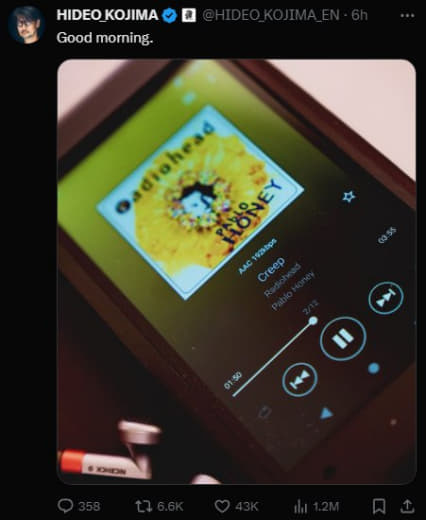 HIDEO_KOJIMA @HIDEO_KOJIMA_EN · 6h
Good morning.
Radiohead
PABLO
HONEY
AAC 192kbps
Creep
Radiohead
Pablo Honey
2/12
03:55
01:50
358 6.6K 43K 1.2M